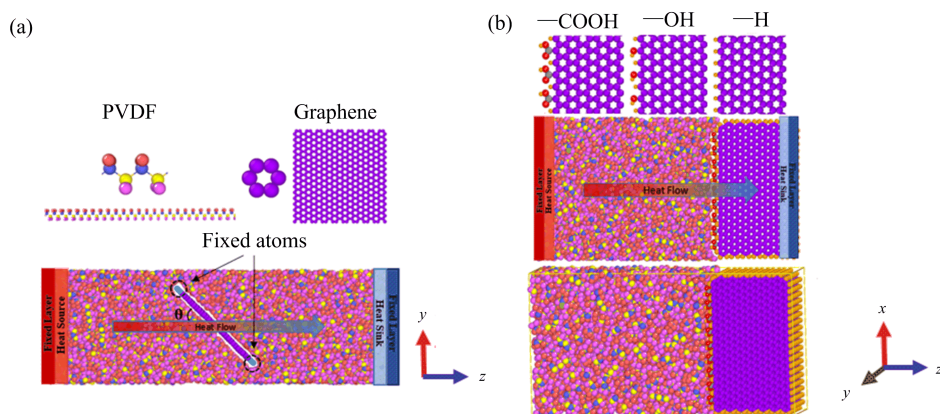 (a)
PVDF
Graphene
Fixed atoms
Fixed Layer
Heat Source
θ
Heat Flow
Heat Sink
Fixed Layer
y
z
(b)
—COOH
—OH
—H
Fixed Layer
Heat Source
Heat Flow
Heat Sink
Fixed Layer
x
y
z